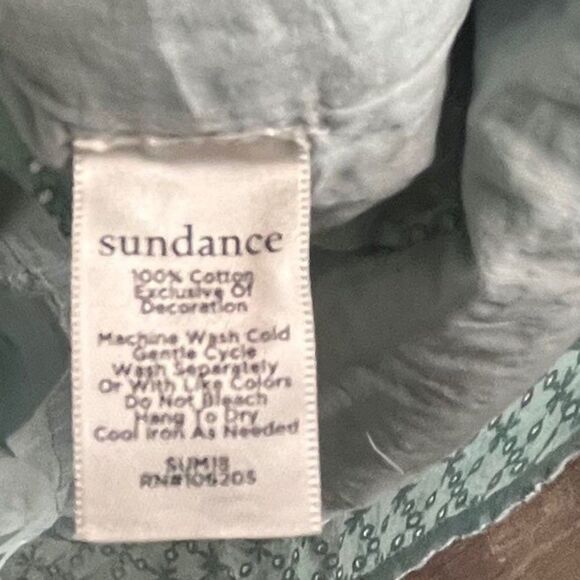 sundance
100% Cotton
Exclusive Of
Decoration
Machine Wash Cold
Gentle Cycle
Wash Separately
Or With Like Colors
Do Not Bleach
Hang To Dry
Cool Iron As Needed
SUM18
RN#106205